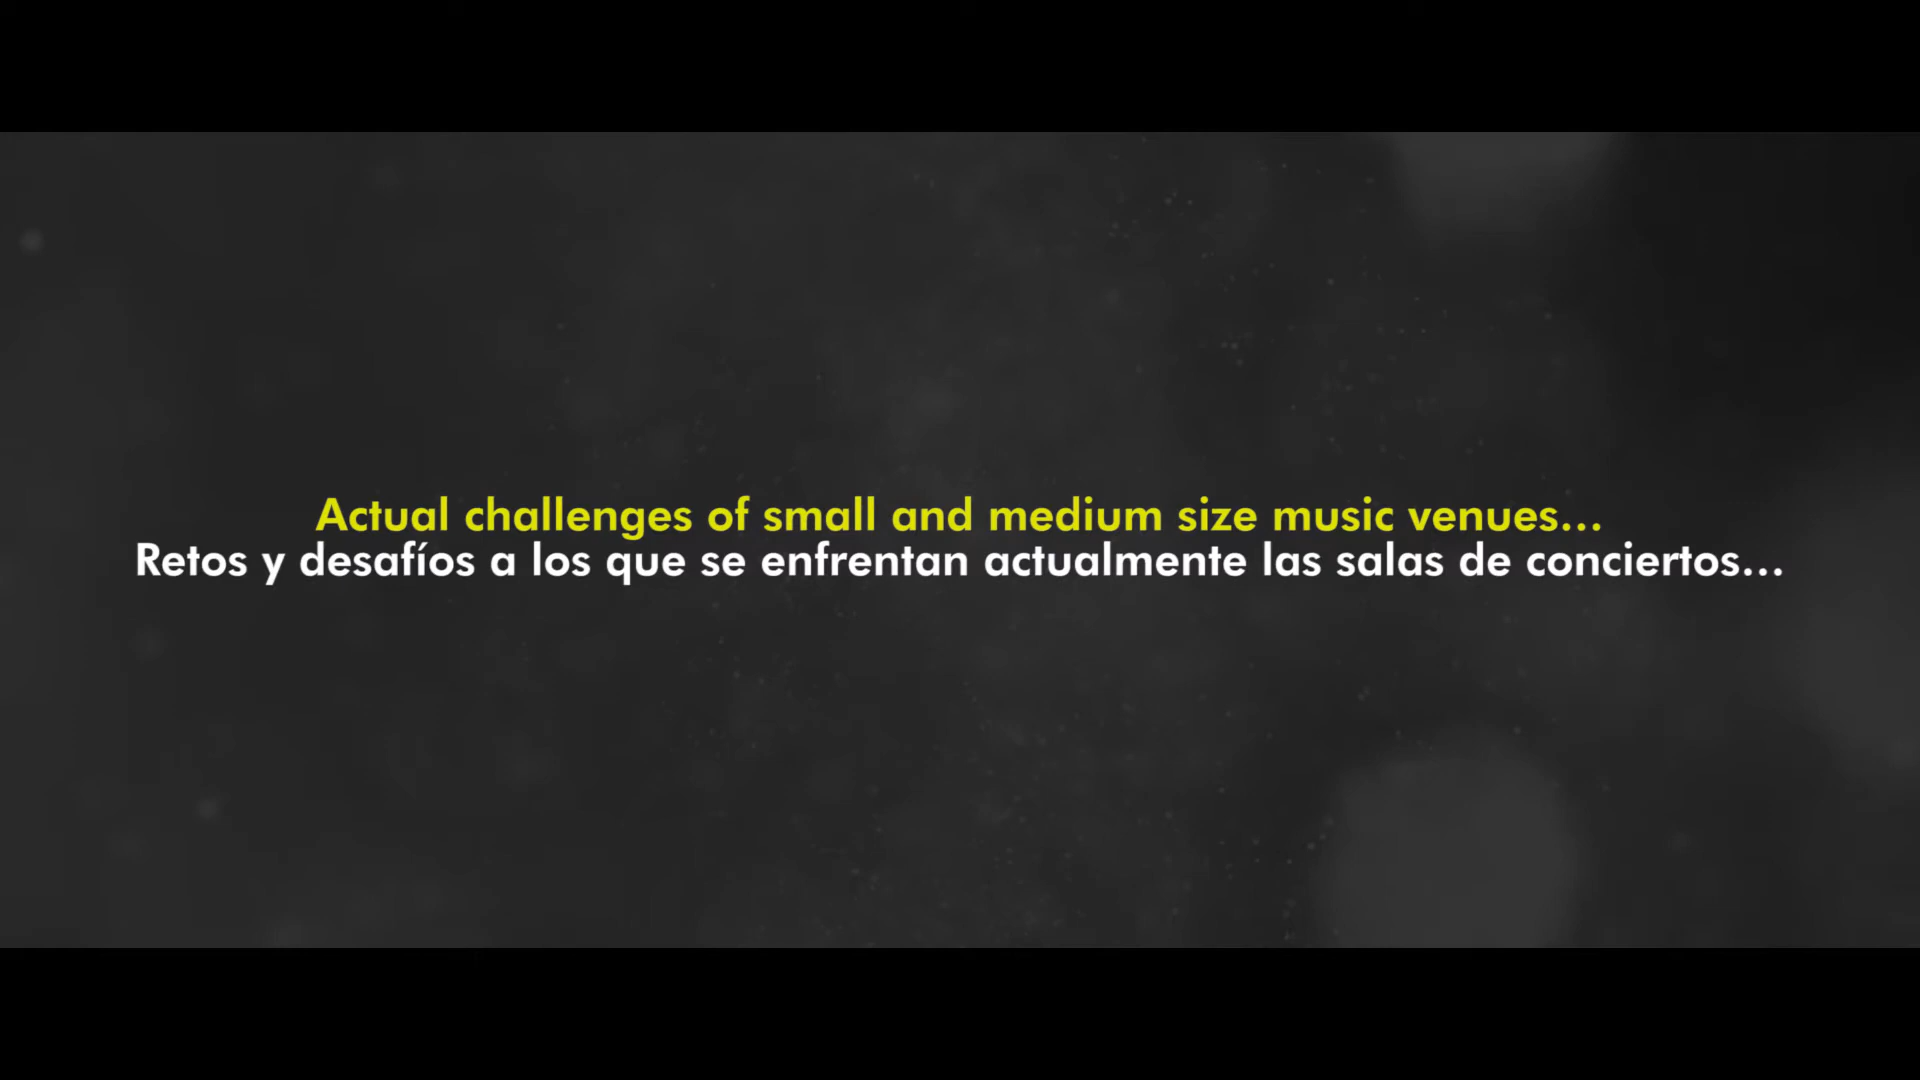 Actual challenges of small and medium size music venues...
Retos y desafíos a los que se enfrentan actualmente las salas de conciertos...